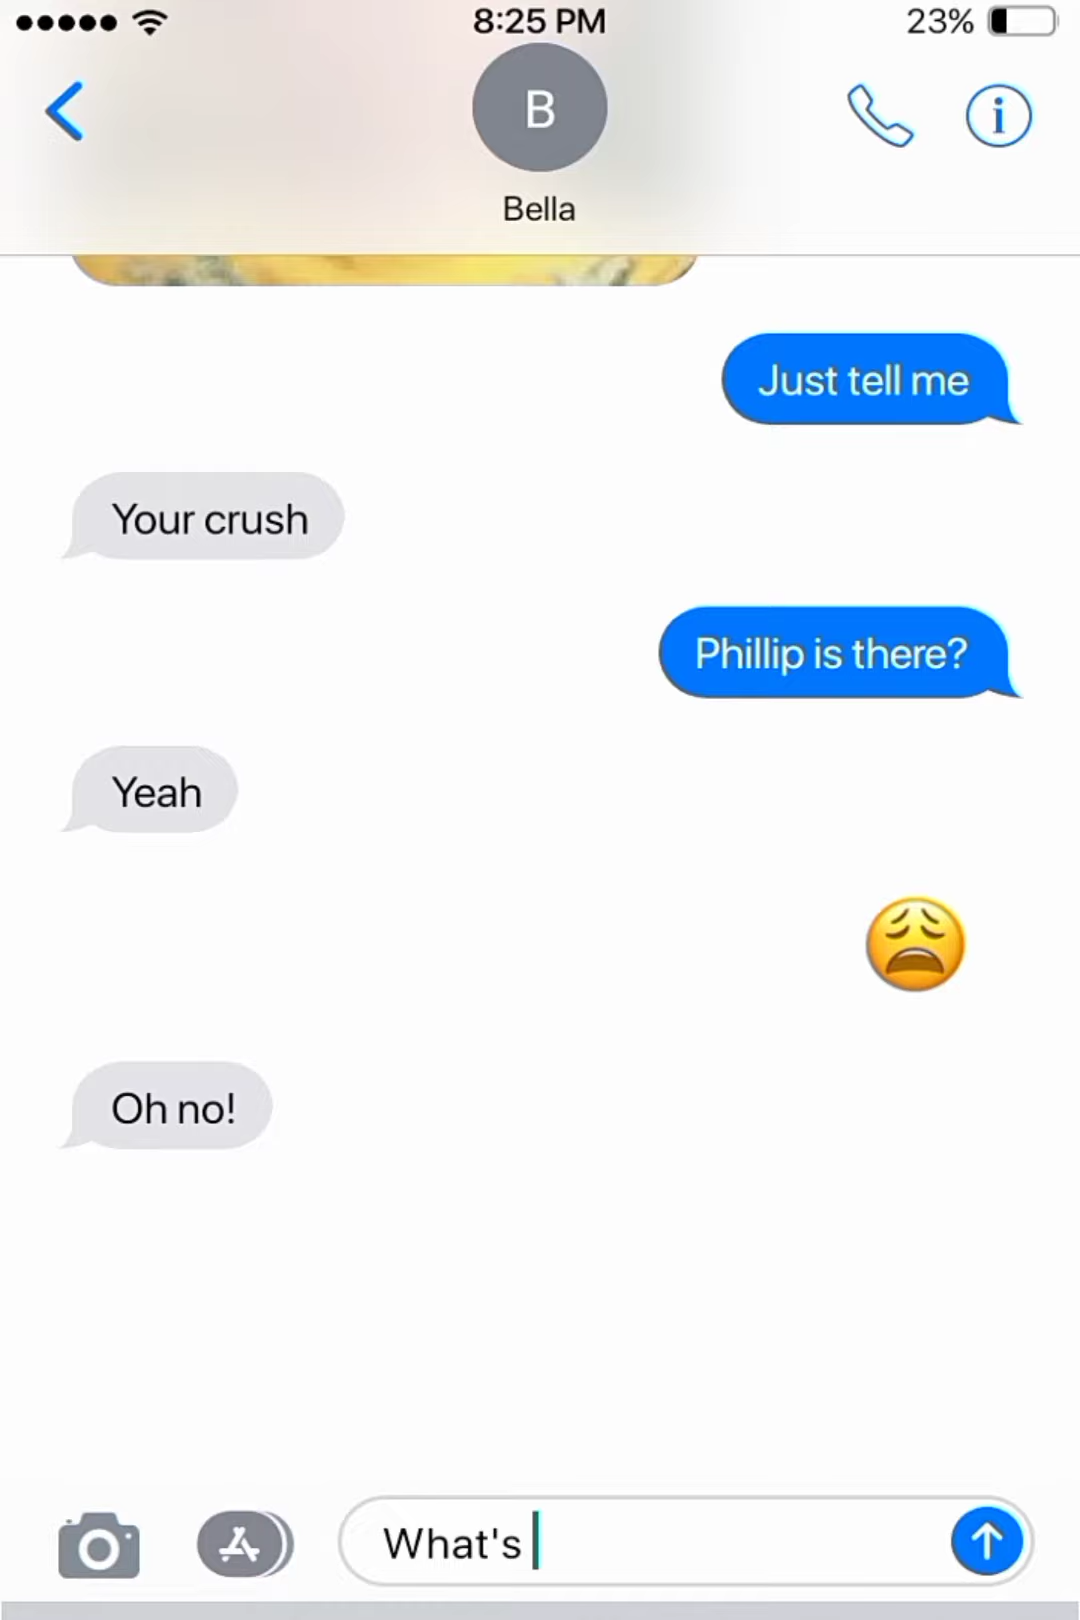 8:25 PM
23%
B
Bella
Just tell me
Your crush
Phillip is there?
Yeah
Oh no!
What's